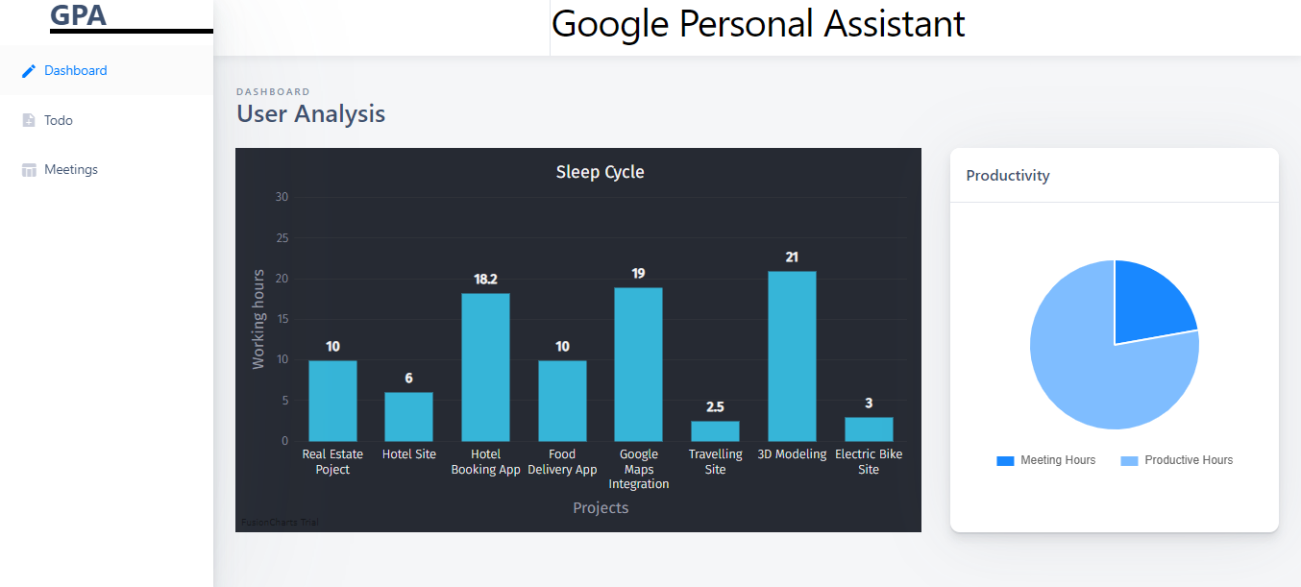 GPA
Google Personal Assistant
Dashboard
Todo
Meetings
DASHBOARD
User Analysis
Sleep Cycle
Working hours
30
25
20
15
10
5
0
10
6
18.2
10
19
2.5
21
3
Real Estate
Poject
Hotel Site
Hotel
Booking App
Food
Delivery App
Google
Maps
Integration
Travelling
Site
3D Modeling
Electric Bike
Site
Projects
FusionCharts Trial
Productivity
Meeting Hours
Productive Hours